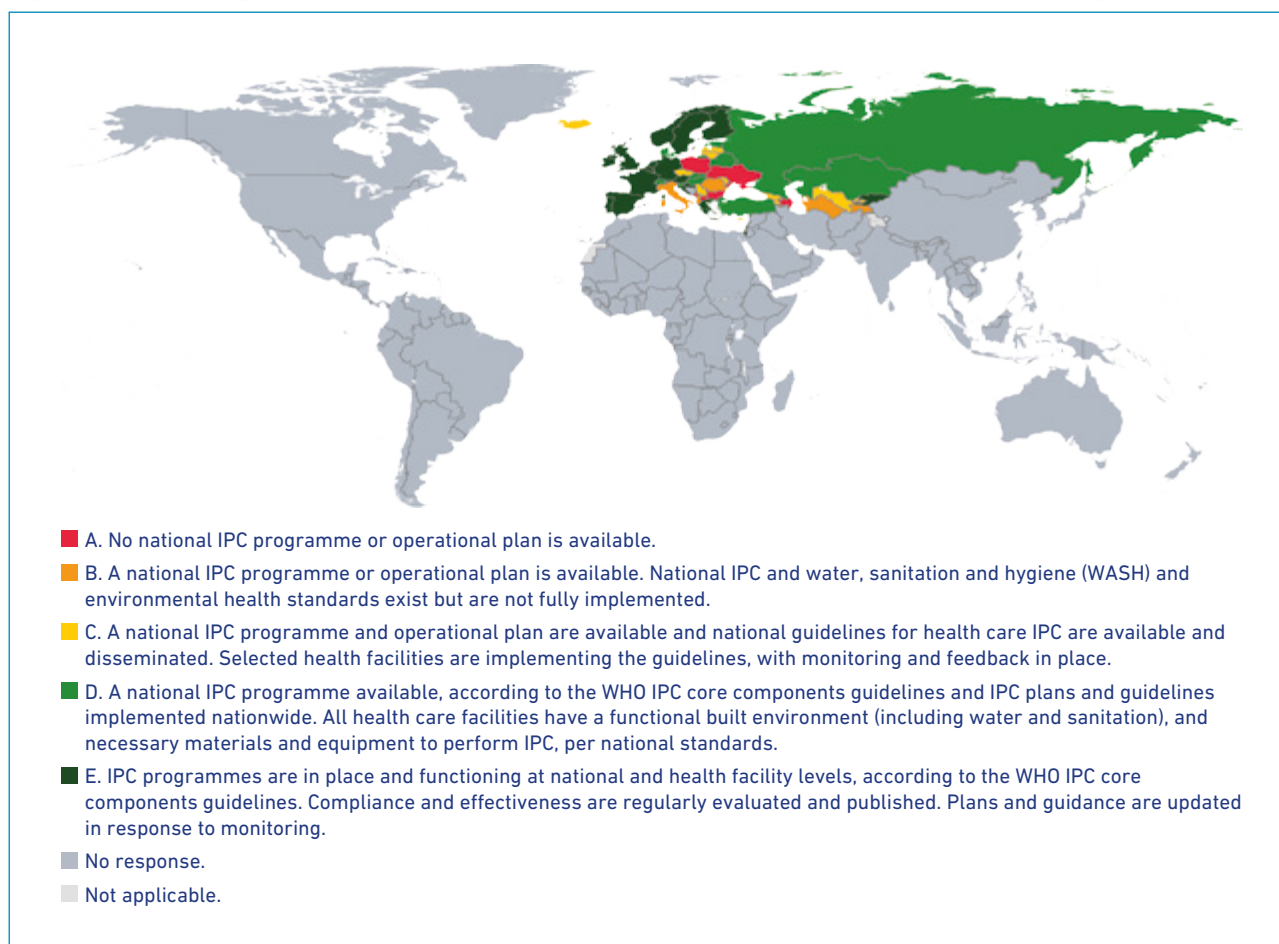 A. No national IPC programme or operational plan is available.
B. A national IPC programme or operational plan is available. National IPC and water, sanitation and hygiene (WASH) and
environmental health standards exist but are not fully implemented.
C. A national IPC programme and operational plan are available and national guidelines for health care IPC are available and
disseminated. Selected health facilities are implementing the guidelines, with monitoring and feedback in place.
D. A national IPC programme available, according to the WHO IPC core components guidelines and IPC plans and guidelines
implemented nationwide. All health care facilities have a functional built environment (including water and sanitation), and
necessary materials and equipment to perform IPC, per national standards.
E. IPC programmes are in place and functioning at national and health facility levels, according to the WHO IPC core
components guidelines. Compliance and effectiveness are regularly evaluated and published. Plans and guidance are updated
in response to monitoring.
No response.
Not applicable.